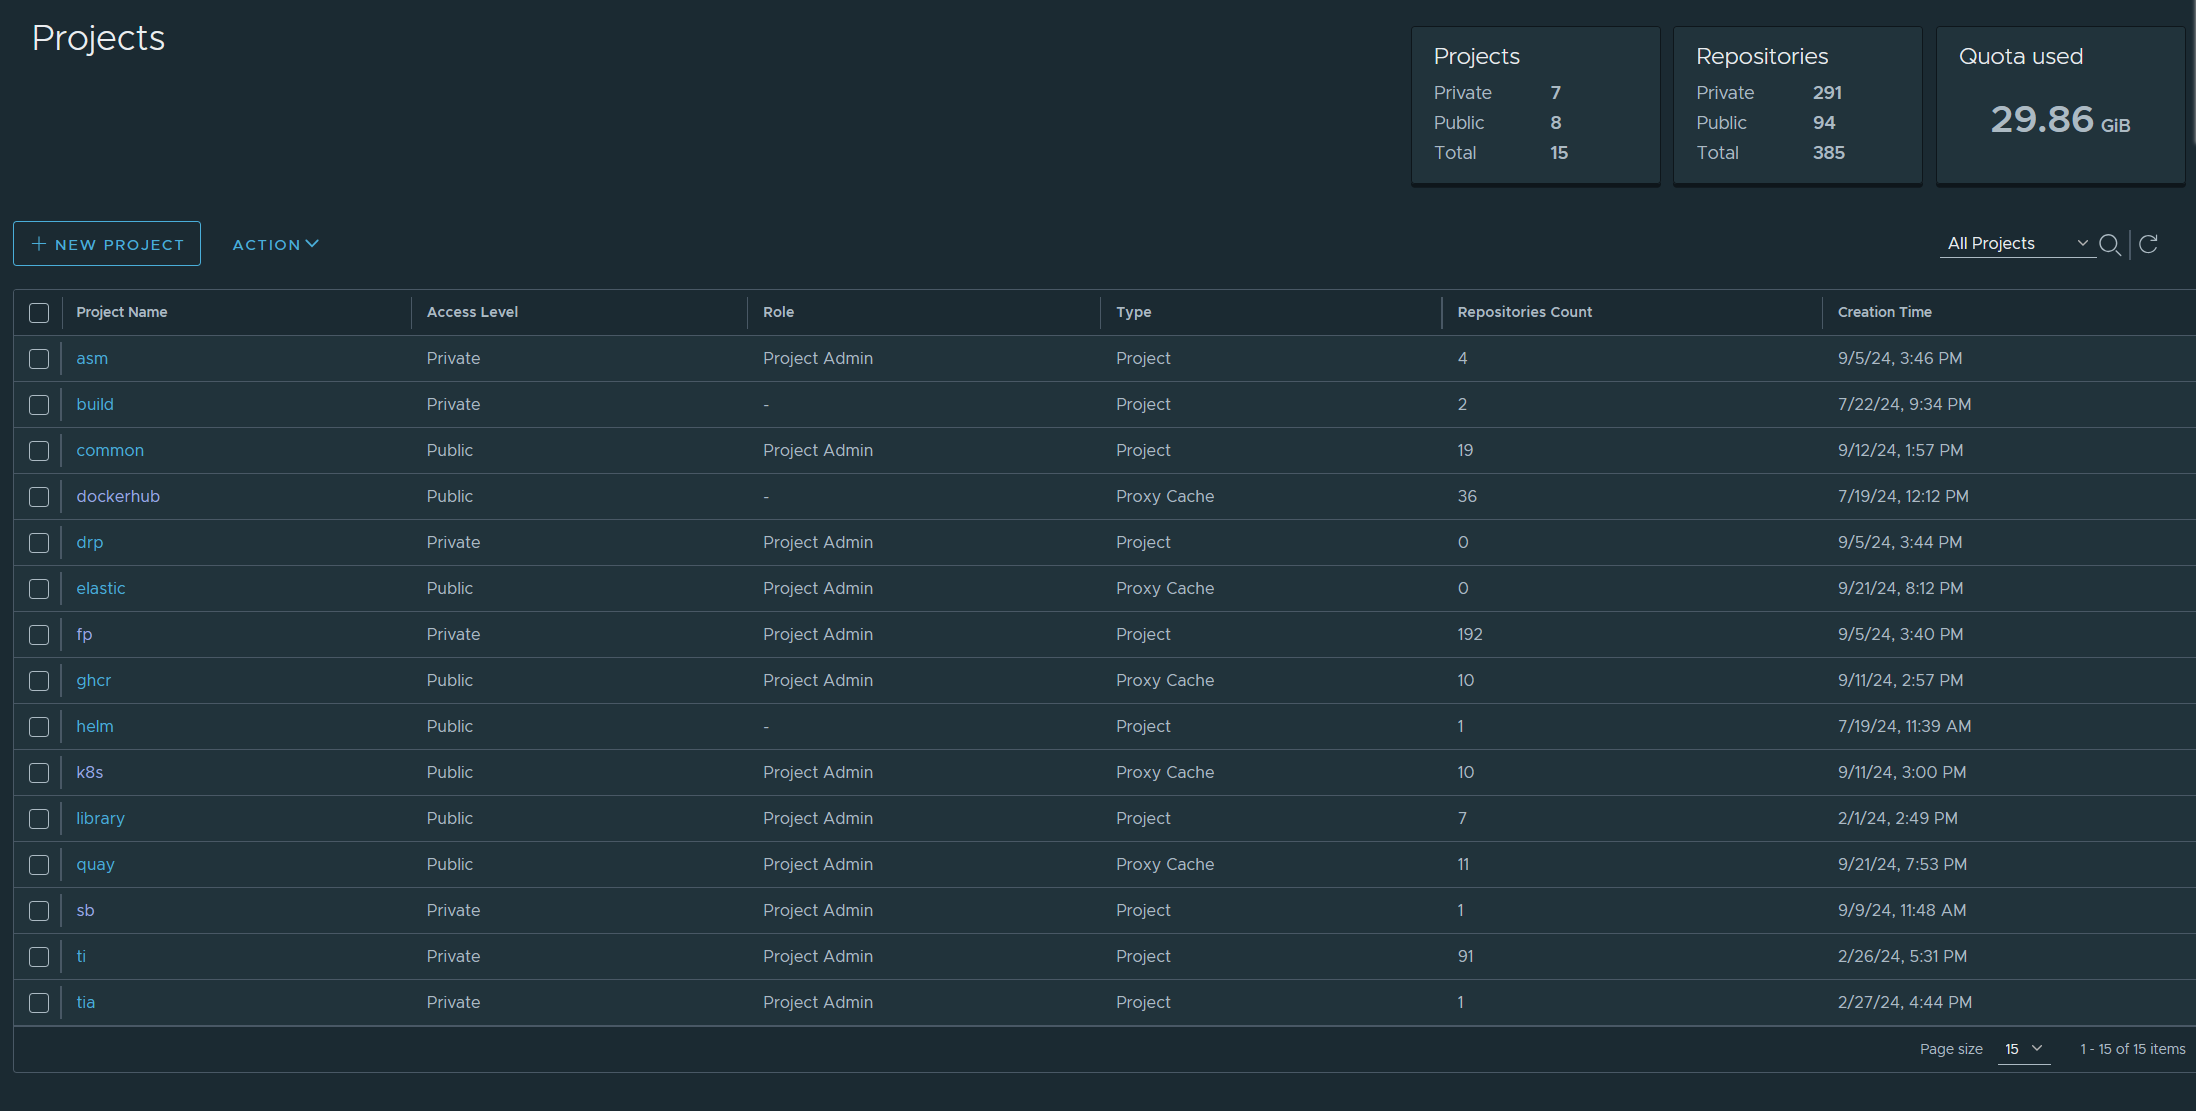 Projects
Projects
Private 7
Public 8
Total 15
Repositories
Private 291
Public 94
Total 385
Quota used
29.86 GiB
NEW PROJECT ACTION All Projects
Project Name Access Level Role Type Repositories Count Creation Time
asm Private Project Admin Project 4 9/5/24, 3:46 PM
build Private - Project 2 7/22/24, 9:34 PM
common Public Project Admin Project 19 9/12/24, 1:57 PM
dockerhub Public - Proxy Cache 36 7/19/24, 12:12 PM
drp Private Project Admin Project 0 9/5/24, 3:44 PM
elastic Public Project Admin Proxy Cache 0 9/21/24, 8:12 PM
fp Private Project Admin Project 192 9/5/24, 3:40 PM
ghcr Public Project Admin Proxy Cache 10 9/11/24, 2:57 PM
helm Public - Project 1 7/19/24, 11:39 AM
k8s Public Project Admin Proxy Cache 10 9/11/24, 3:00 PM
library Public Project Admin Project 7 2/1/24, 2:49 PM
quay Public Project Admin Proxy Cache 11 9/21/24, 7:53 PM
sb Private Project Admin Project 1 9/9/24, 11:48 AM
ti Private Project Admin Project 91 2/26/24, 5:31 PM
tia Private Project Admin Project 1 2/27/24, 4:44 PM
Page size 15 1 - 15 of 15 items